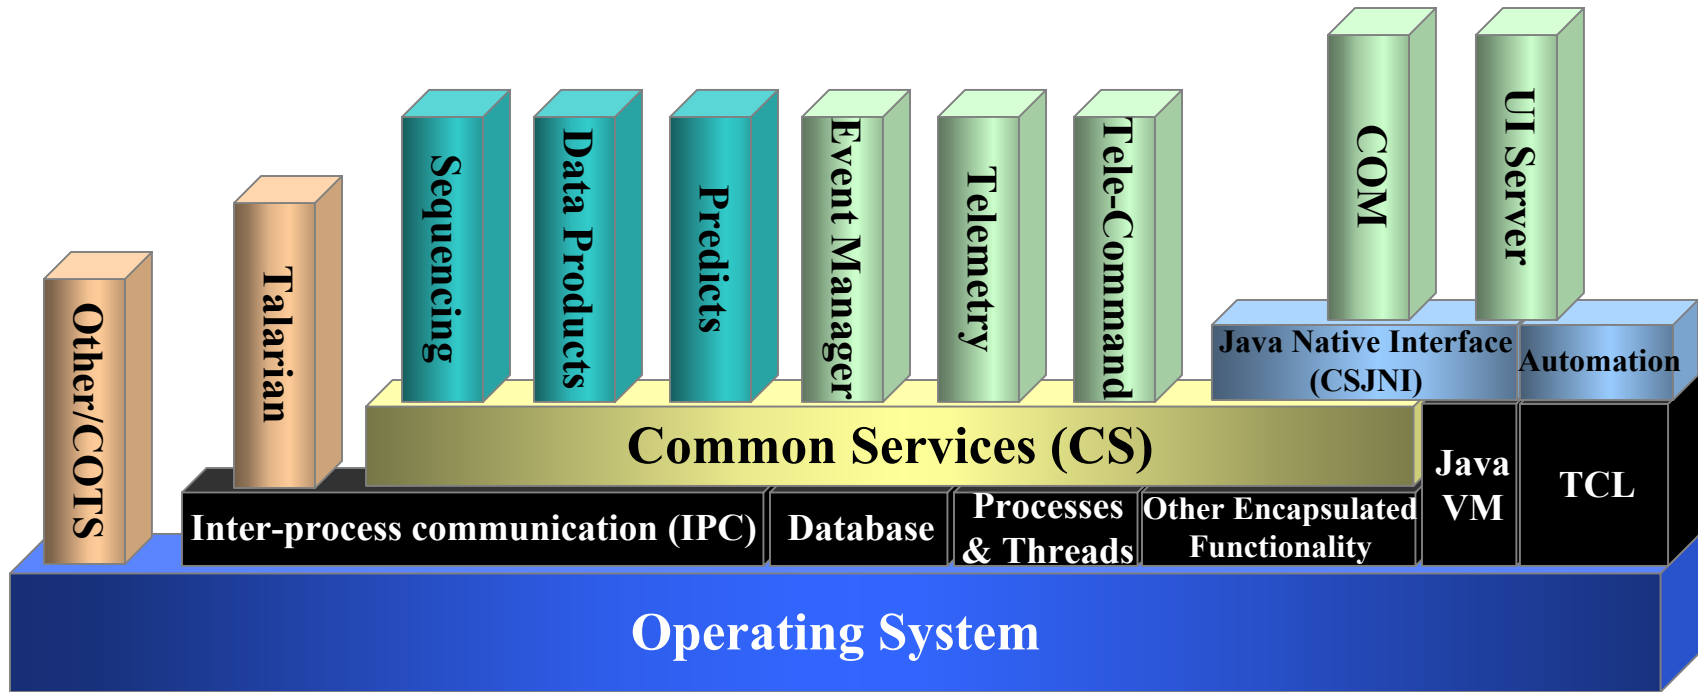 Other/COTS
Talarian
Sequencing
Data Products
Predicts
Event Manager
Telemetry
Tele-Command
COM
UI Server
Java Native Interface
(CSJNI)
Automation
Common Services (CS)
Java
VM
TCL
Inter-process communication (IPC)
Database
Processes
& Threads
Other Encapsulated
Functionality
Operating System